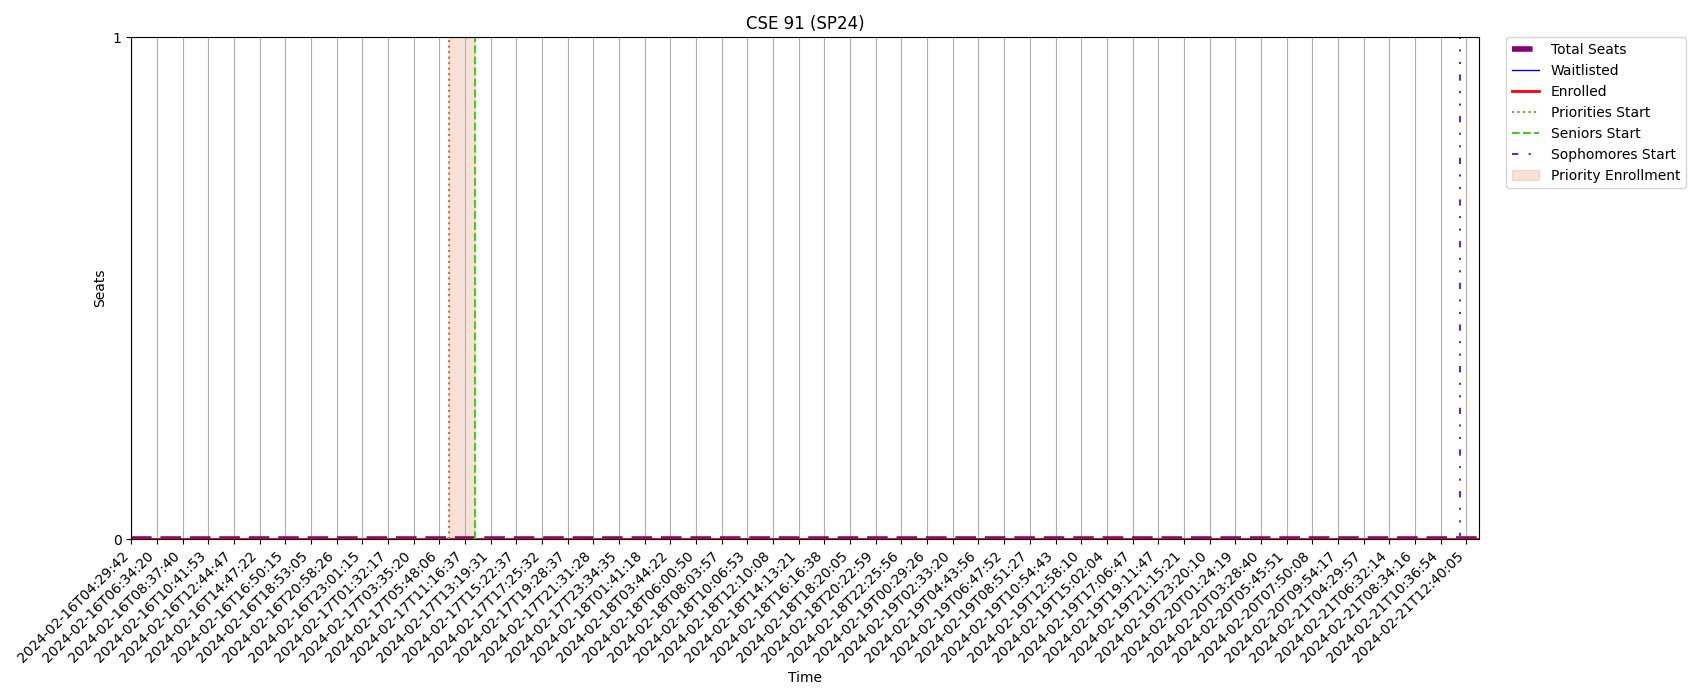 CSE 91 (SP24)
1
0
Seats
Total Seats
Waitlisted
Enrolled
Priorities Start
Seniors Start
Sophomores Start
Priority Enrollment
2024-02-16T04:29:42
2024-02-16T06:34:20
2024-02-16T08:37:40
2024-02-16T10:41:53
2024-02-16T12:44:47
2024-02-16T14:47:22
2024-02-16T16:50:15
2024-02-16T18:53:05
2024-02-16T20:58:26
2024-02-16T23:01:15
2024-02-17T01:32:17
2024-02-17T03:35:20
2024-02-17T05:48:06
2024-02-17T11:16:37
2024-02-17T13:19:31
2024-02-17T15:22:37
2024-02-17T17:25:32
2024-02-17T19:28:37
2024-02-17T21:31:28
2024-02-17T23:34:35
2024-02-18T01:41:18
2024-02-18T03:44:22
2024-02-18T06:00:50
2024-02-18T08:03:57
2024-02-18T10:06:53
2024-02-18T12:10:08
2024-02-18T14:13:21
2024-02-18T16:16:38
2024-02-18T18:20:05
2024-02-18T20:22:59
2024-02-18T22:25:56
2024-02-19T00:29:26
2024-02-19T02:33:20
2024-02-19T04:43:56
2024-02-19T06:47:52
2024-02-19T08:51:27
2024-02-19T10:54:43
2024-02-19T12:58:10
2024-02-19T15:02:04
2024-02-19T17:06:47
2024-02-19T19:11:47
2024-02-19T21:15:21
2024-02-19T23:20:10
2024-02-20T01:24:19
2024-02-20T03:28:40
2024-02-20T05:45:51
2024-02-20T07:50:08
2024-02-20T09:54:17
2024-02-21T04:29:57
2024-02-21T06:32:14
2024-02-21T08:34:16
2024-02-21T10:36:54
2024-02-21T12:40:05
Time